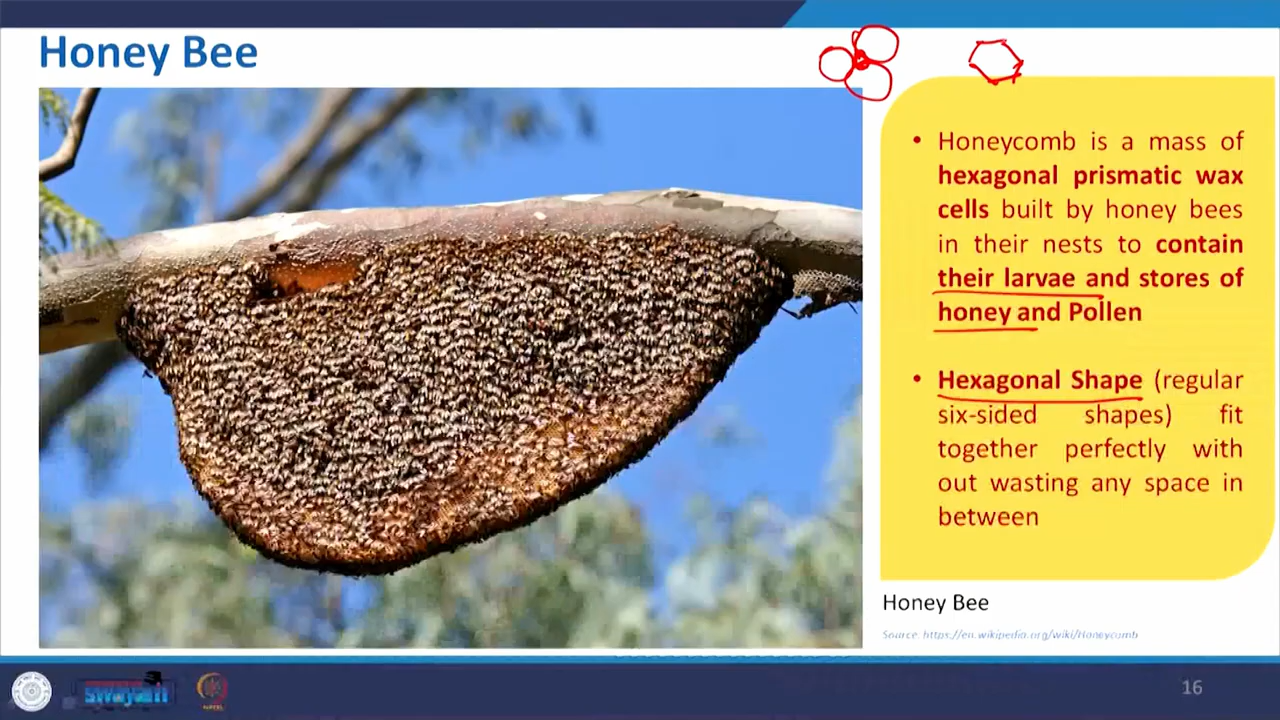 Honey Bee
• Honeycomb is a mass of
hexagonal prismatic wax
cells built by honey bees
in their nests to contain
their larvae and stores of
honey and Pollen
• Hexagonal Shape (regular
six-sided shapes) fit
together perfectly with
out wasting any space in
between
Honey Bee
Source: https://en.wikipedia.org/wiki/Honeycomb
swayam
16